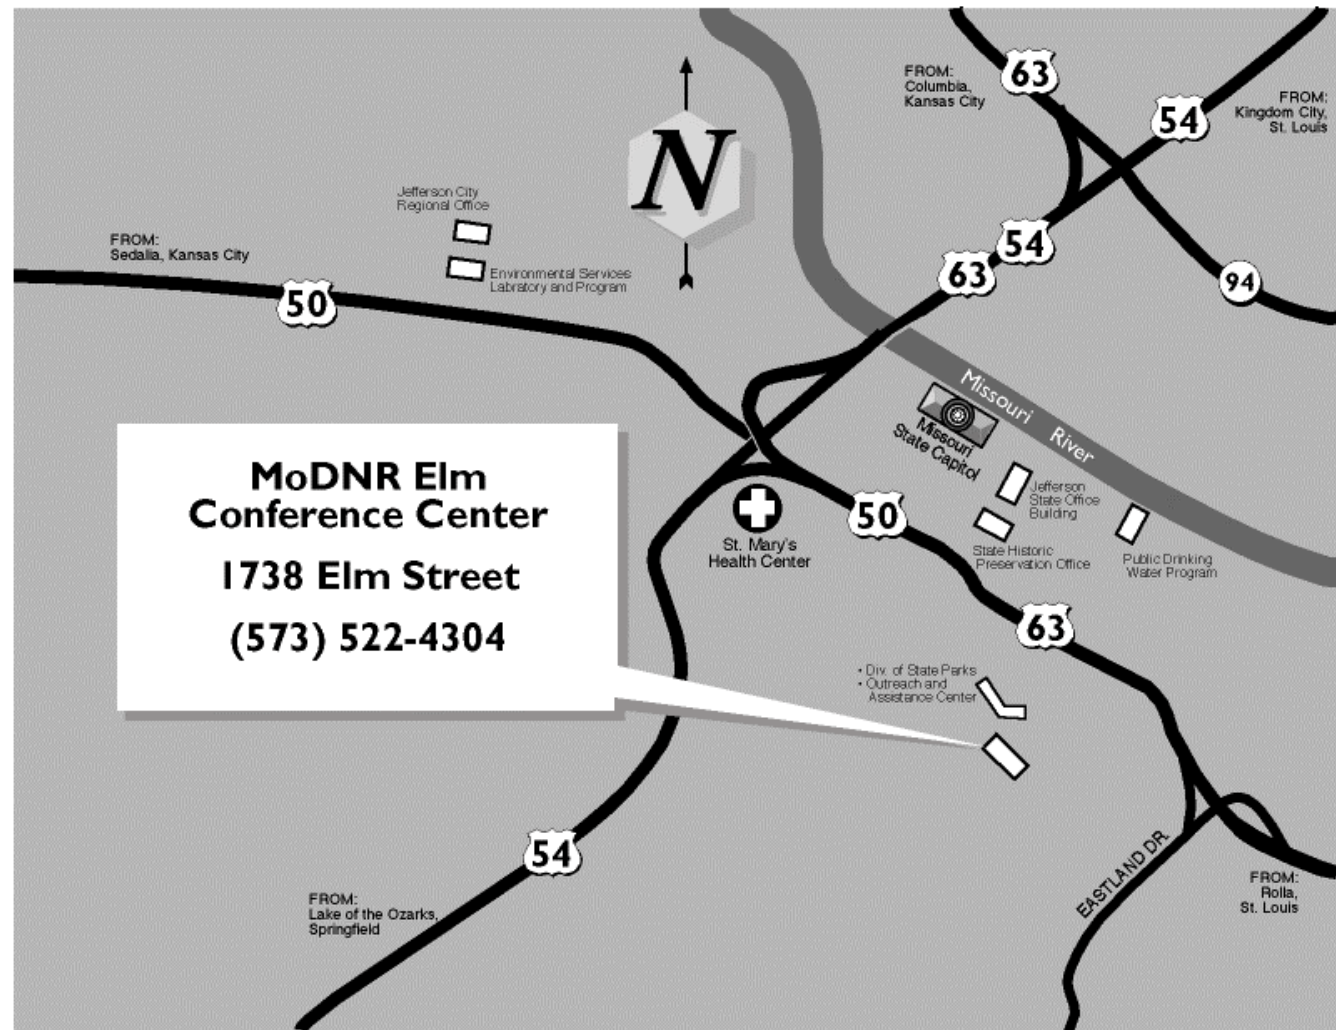 FROM:
Columbia,
Kansas City
63
54
FROM:
Kingdom City,
St. Louis
N
Jefferson City
Regional Office
FROM:
Sedalia, Kansas City
Environmental Services
Labratory and Program
50
54
63
94
Missouri River
Missouri
State Capitol
MoDNR Elm
Conference Center
1738 Elm Street
(573) 522-4304
Jefferson
State Office
Building
50
St. Mary's
Health Center
State Historic
Preservation Office
Public Drinking
Water Program
63
• Div. of State Parks
• Outreach and
Assistance Center
54
EASTLAND DR.
FROM:
Lake of the Ozarks,
Springfield
FROM:
Rolla,
St. Louis